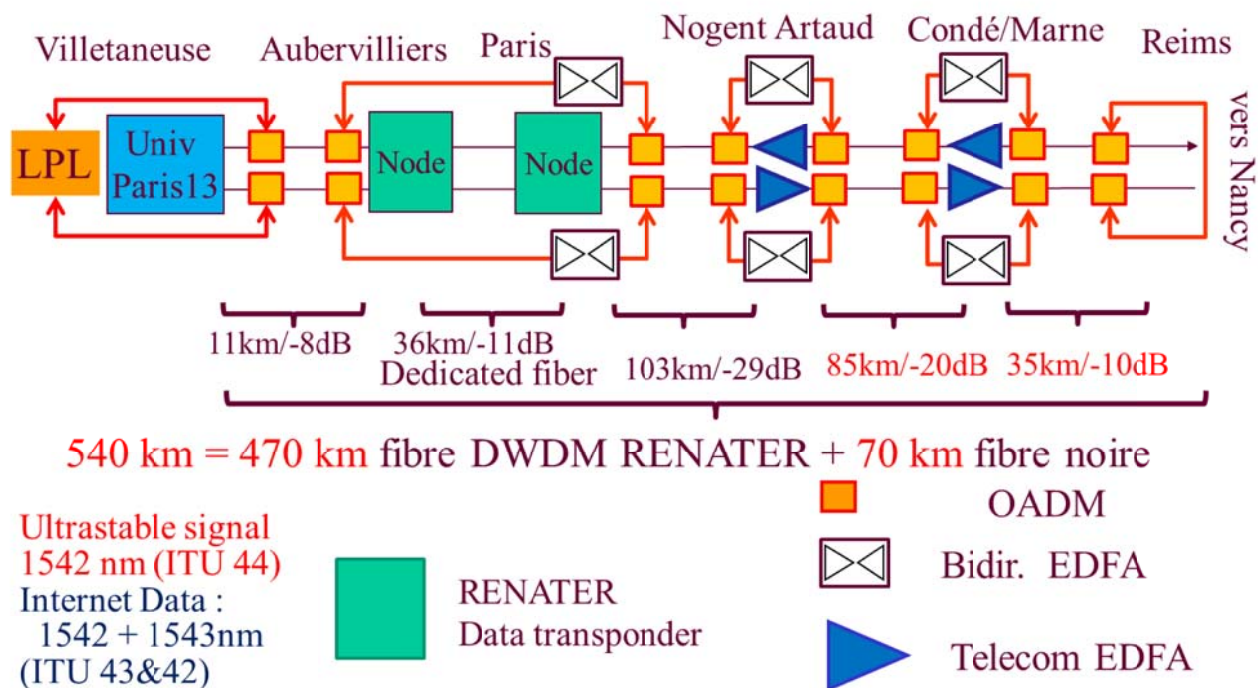 Villetaneuse
Aubervilliers
Paris
Nogent Artaud
Condé/Marne
Reims
LPL
Univ
Paris13
Node
Node
vers Nancy
11km/-8dB
36km/-11dB
Dedicated fiber
103km/-29dB
85km/-20dB
35km/-10dB
540 km = 470 km fibre DWDM RENATER + 70 km fibre noire
Ultrastable signal
1542 nm (ITU 44)
Internet Data :
1542 + 1543nm
(ITU 43&42)
RENATER
Data transponder
OADM
Bidir. EDFA
Telecom EDFA